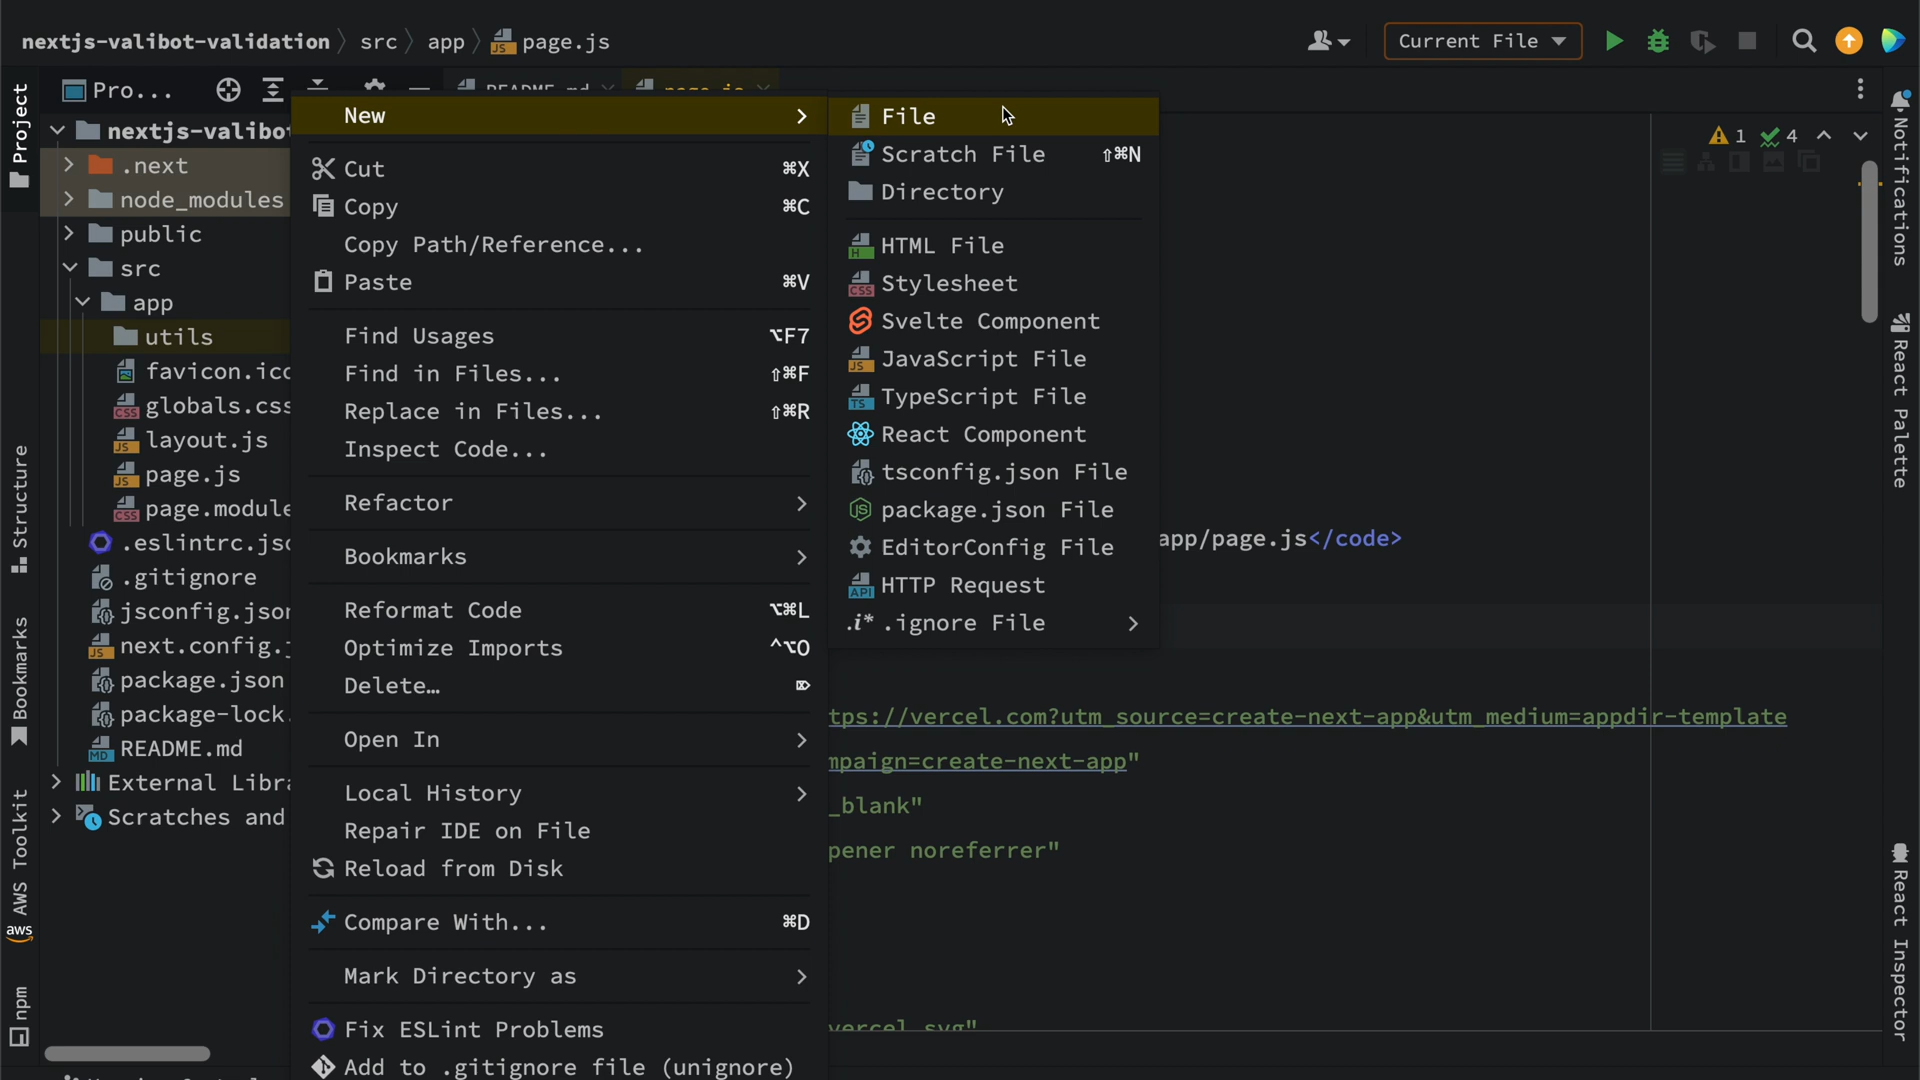 nextjs-valibot-validation 〉 src 〉 app 〉 page.js
Current File
Project
Pro...
README.md
page.js
nextjs-valibot
.next
node_modules
public
src
app
utils
favicon.ico
globals.css
layout.js
page.js
page.module
.eslintrc.jso
.gitignore
jsconfig.json
next.config.j
package.json
package-lock.
README.md
External Libra
Scratches and
New
Cut ⌘X
Copy ⌘C
Copy Path/Reference...
Paste ⌘V
Find Usages ⌥F7
Find in Files... ⇧⌘F
Replace in Files... ⇧⌘R
Inspect Code...
Refactor
Bookmarks
Reformat Code ⌥⌘L
Optimize Imports ^⌥O
Delete… ⌦
Open In
Local History
Repair IDE on File
Reload from Disk
Compare With... ⌘D
Mark Directory as
Fix ESLint Problems
Add to .gitignore file (unignore)
File
Scratch File ⇧⌘N
Directory
HTML File
Stylesheet
Svelte Component
JavaScript File
TypeScript File
React Component
tsconfig.json File
package.json File
EditorConfig File
HTTP Request
.i* .ignore File
1 4
app/page.js</code>
tps://vercel.com?utm_source=create-next-app&utm_medium=appdir-template
mpaign=create-next-app"
_blank"
pener noreferrer"
vercel.svg"
Structure
Bookmarks
AWS Toolkit
aws
npm
Notifications
React Palette
React Inspector